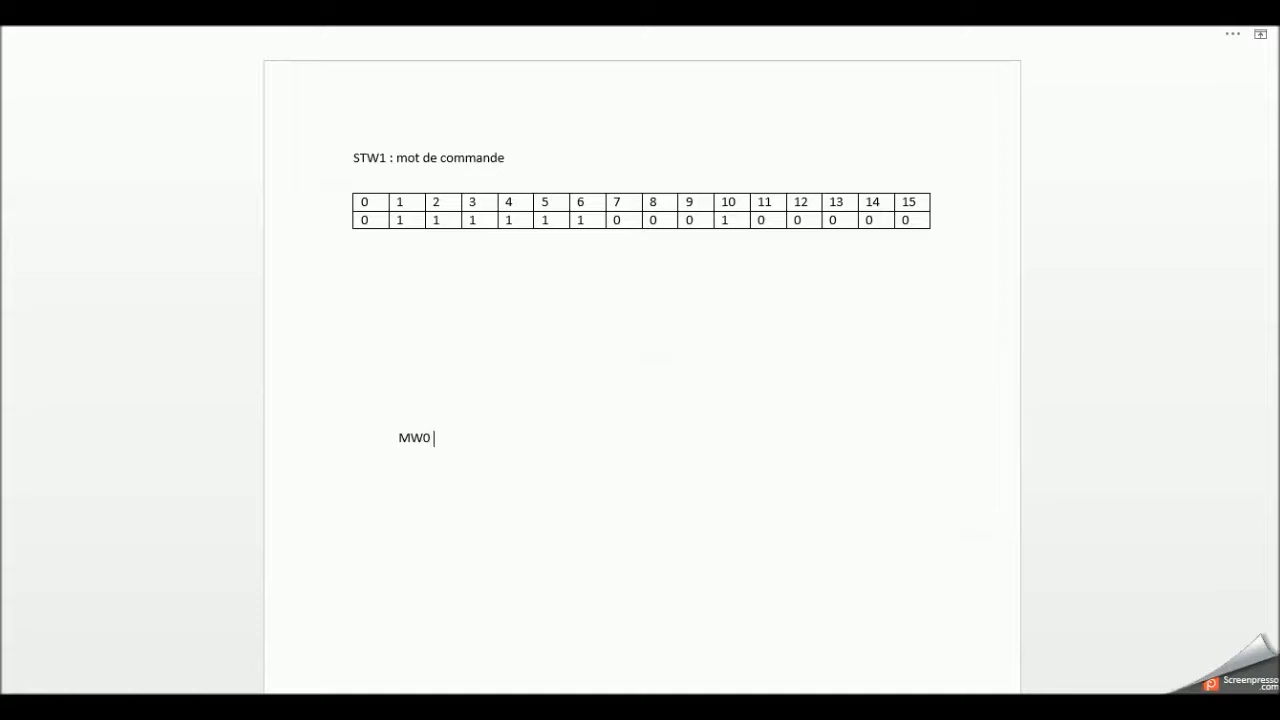 STW1 : mot de commande
0 1 2 3 4 5 6 7 8 9 10 11 12 13 14 15
0 1 1 1 1 1 1 0 0 0 1 0 0 0 0 0
MW0
Screenpresso
.com